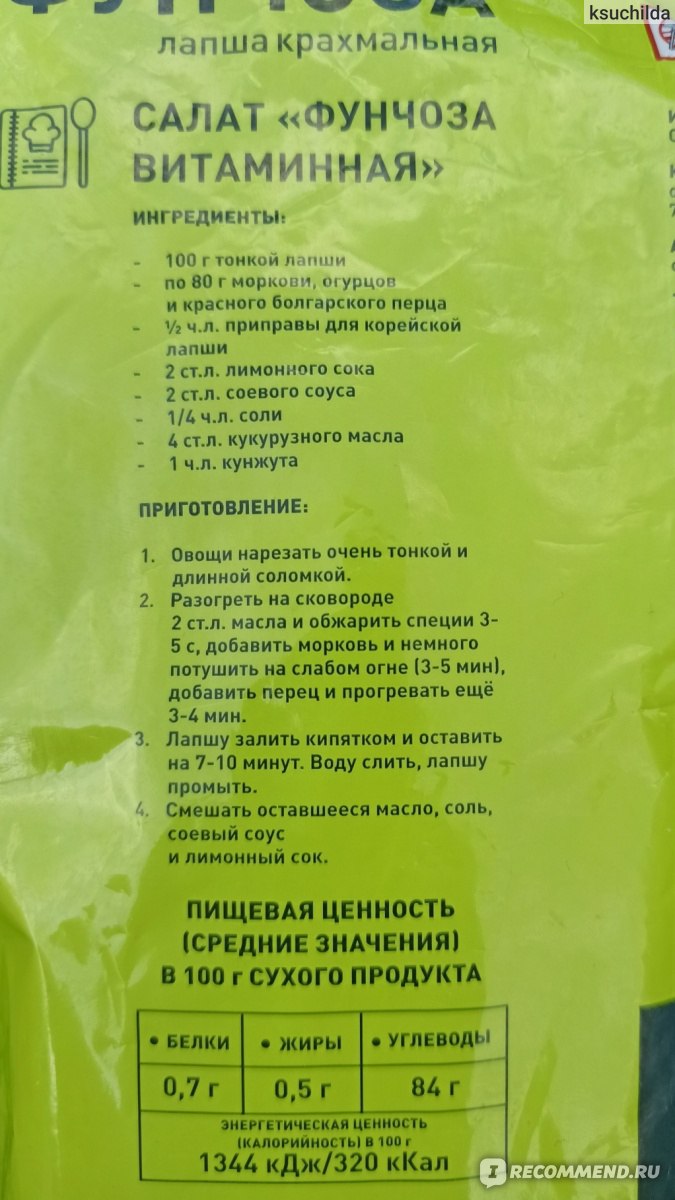 ksuchilda
ФУНЧОЗА
лапша крахмальная
САЛАТ «ФУНЧОЗА
ВИТАМИННАЯ»
ИНГРЕДИЕНТЫ:
- 100 г тонкой лапши
- по 80 г моркови, огурцов
и красного болгарского перца
- ½ ч.л. приправы для корейской
лапши
- 2 ст.л. лимонного сока
- 2 ст.л. соевого соуса
- 1/4 ч.л. соли
- 4 ст.л. кукурузного масла
- 1 ч.л. кунжута
ПРИГОТОВЛЕНИЕ:
1. Овощи нарезать очень тонкой и
длинной соломкой.
2. Разогреть на сковороде
2 ст.л. масла и обжарить специи 3-
5 с, добавить морковь и немного
потушить на слабом огне (3-5 мин),
добавить перец и прогревать ещё
3-4 мин.
3. Лапшу залить кипятком и оставить
на 7-10 минут. Воду слить, лапшу
промыть.
4. Смешать оставшееся масло, соль,
соевый соус
и лимонный сок.
ПИЩЕВАЯ ЦЕННОСТЬ
(СРЕДНИЕ ЗНАЧЕНИЯ)
В 100 г СУХОГО ПРОДУКТА
• БЕЛКИ • ЖИРЫ • УГЛЕВОДЫ
0,7 г 0,5 г 84 г
ЭНЕРГЕТИЧЕСКАЯ ЦЕННОСТЬ
(КАЛОРИЙНОСТЬ) В 100 г
1344 кДж/320 кКал
IRECOMMEND.RU